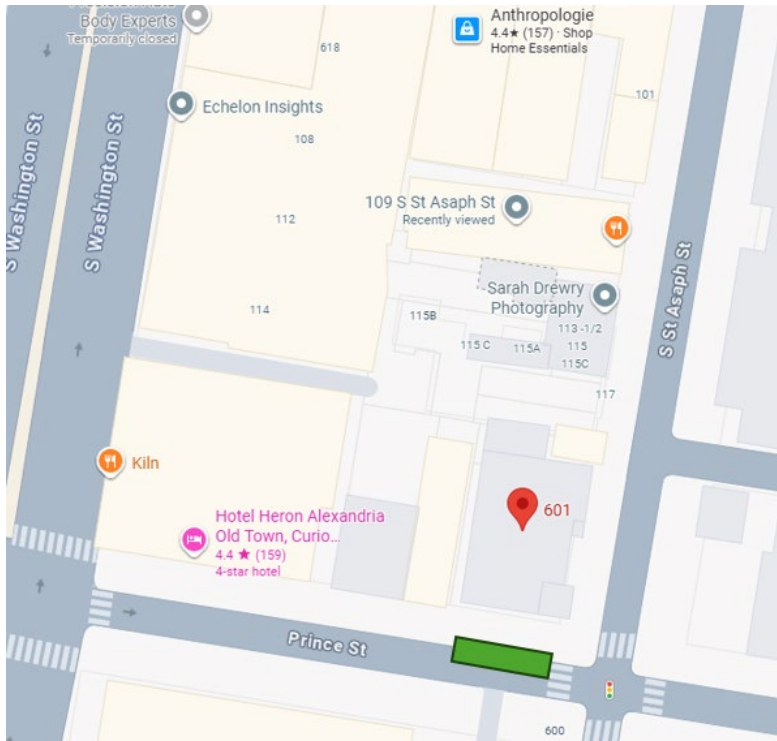 Body Experts
Temporarily closed
618
Anthropologie
4.4★ (157) · Shop
Home Essentials
101
Echelon Insights
108
S Washington St
S Washington St
109 S St Asaph St
Recently viewed
112
S St Asaph St
Sarah Drewry
Photography
114
115B
113 -1/2
115 C
115A
115
115C
117
Kiln
601
Hotel Heron Alexandria
Old Town, Curio...
4.4 ★ (159)
4-star hotel
Prince St
600